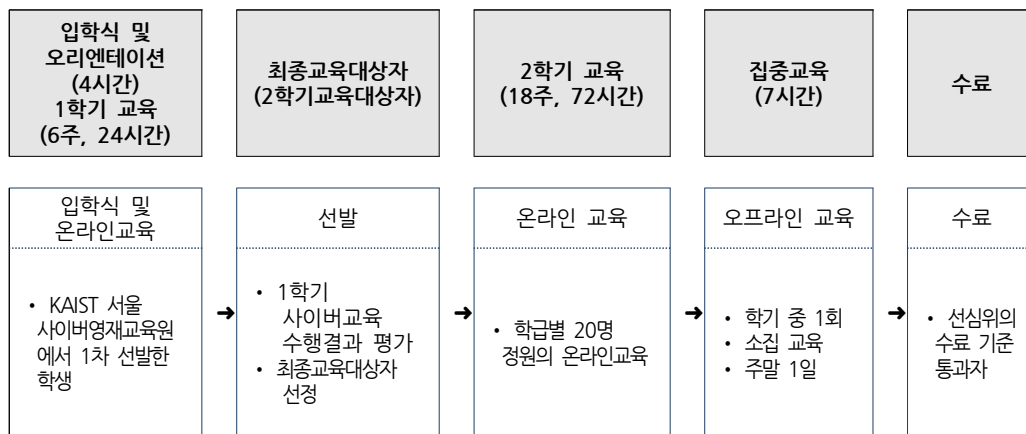 입학식 및
오리엔테이션
(4시간)
1학기 교육
(6주, 24시간)
최종교육대상자
(2학기교육대상자)
2학기 교육
(18주, 72시간)
집중교육
(7시간)
수료
입학식 및
온라인교육
• KAIST 서울
사이버영재교육원
에서 1차 선발한
학생
➜
선발
• 1학기
사이버교육
수행결과 평가
• 최종교육대상자
선정
➜
온라인 교육
• 학급별 20명
정원의 온라인교육
➜
오프라인 교육
• 학기 중 1회
• 소집 교육
• 주말 1일
➜
수료
• 선심위의
수료 기준
통과자